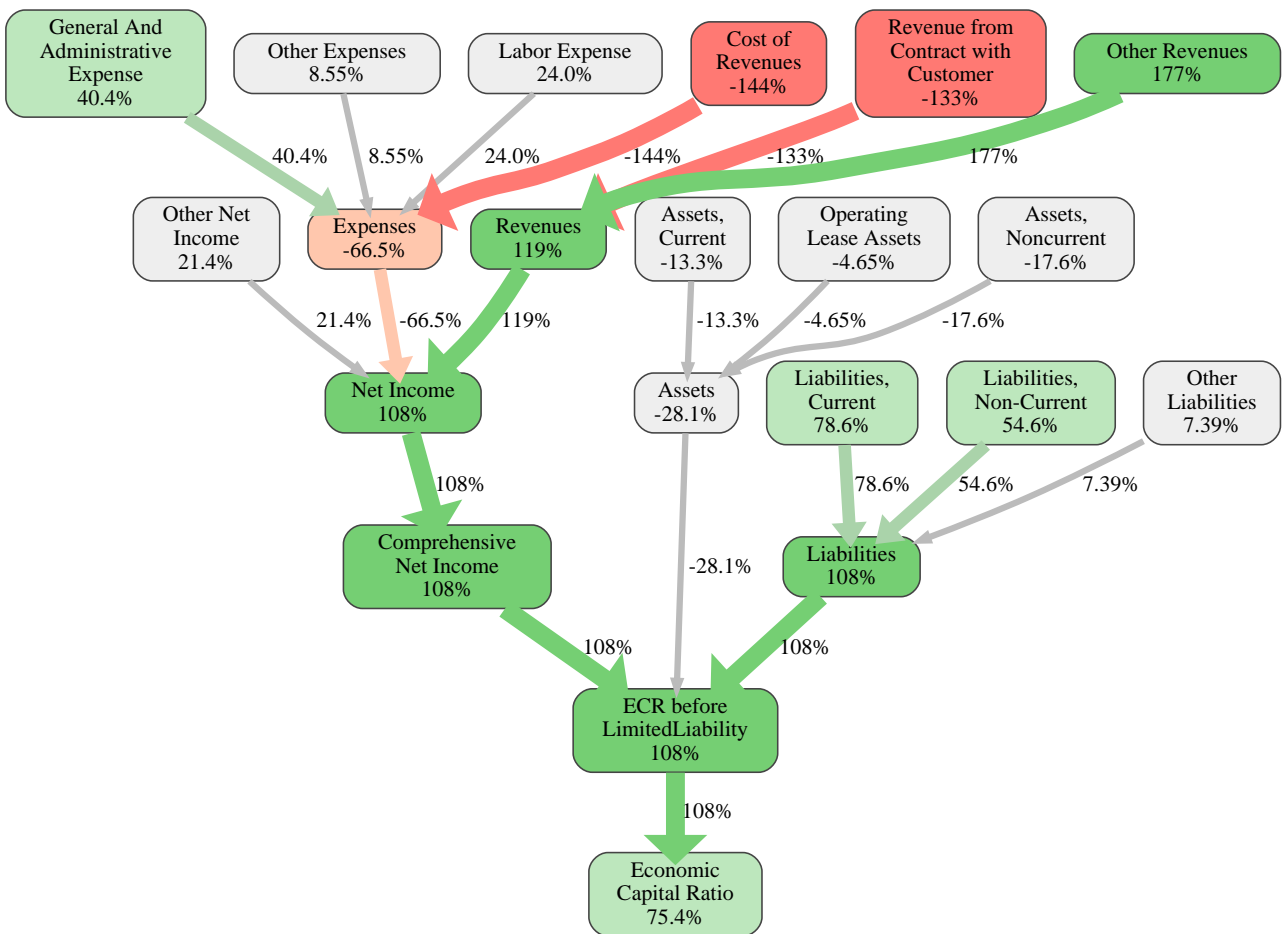 General And
Administrative
Expense
40.4%
Other Expenses
8.55%
Labor Expense
24.0%
Cost of
Revenues
-144%
Revenue from
Contract with
Customer
-133%
Other Revenues
177%
40.4%
8.55%
24.0%
-144%
-133%
177%
Other Net
Income
21.4%
Expenses
-66.5%
Revenues
119%
Assets,
Current
-13.3%
Operating
Lease Assets
-4.65%
Assets,
Noncurrent
-17.6%
21.4%
-66.5%
119%
-13.3%
-4.65%
-17.6%
Net Income
108%
Assets
-28.1%
Liabilities,
Current
78.6%
Liabilities,
Non-Current
54.6%
Other
Liabilities
7.39%
108%
78.6%
54.6%
7.39%
Comprehensive
Net Income
108%
-28.1%
Liabilities
108%
108%
108%
ECR before
LimitedLiability
108%
108%
Economic
Capital Ratio
75.4%